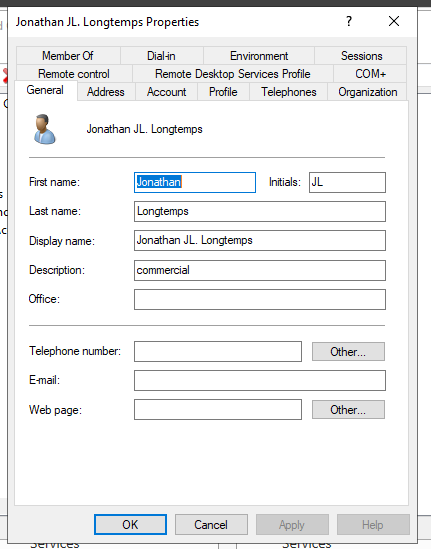 Jonathan JL. Longtemps Properties
Member Of Dial-in Environment Sessions
Remote control Remote Desktop Services Profile COM+
General Address Account Profile Telephones Organization
Jonathan JL. Longtemps
First name: Jonathan Initials: JL
Last name: Longtemps
Display name: Jonathan JL. Longtemps
Description: commercial
Office:
Telephone number: Other...
E-mail:
Web page: Other...
OK Cancel Apply Help
Services Services